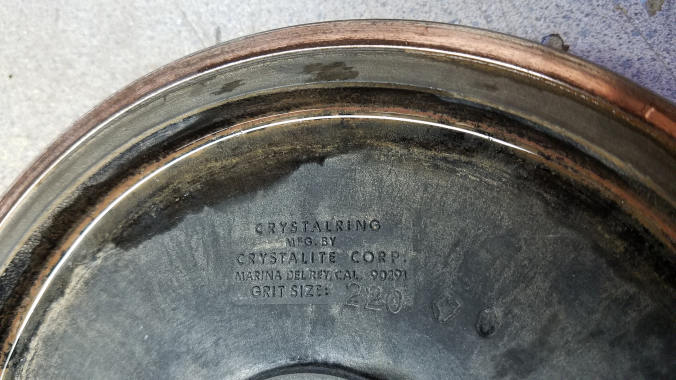 CRYSTALRING
MFG. BY
CRYSTALITE CORP.
MARINA DEL REY, CAL. 90291
GRIT SIZE: 220